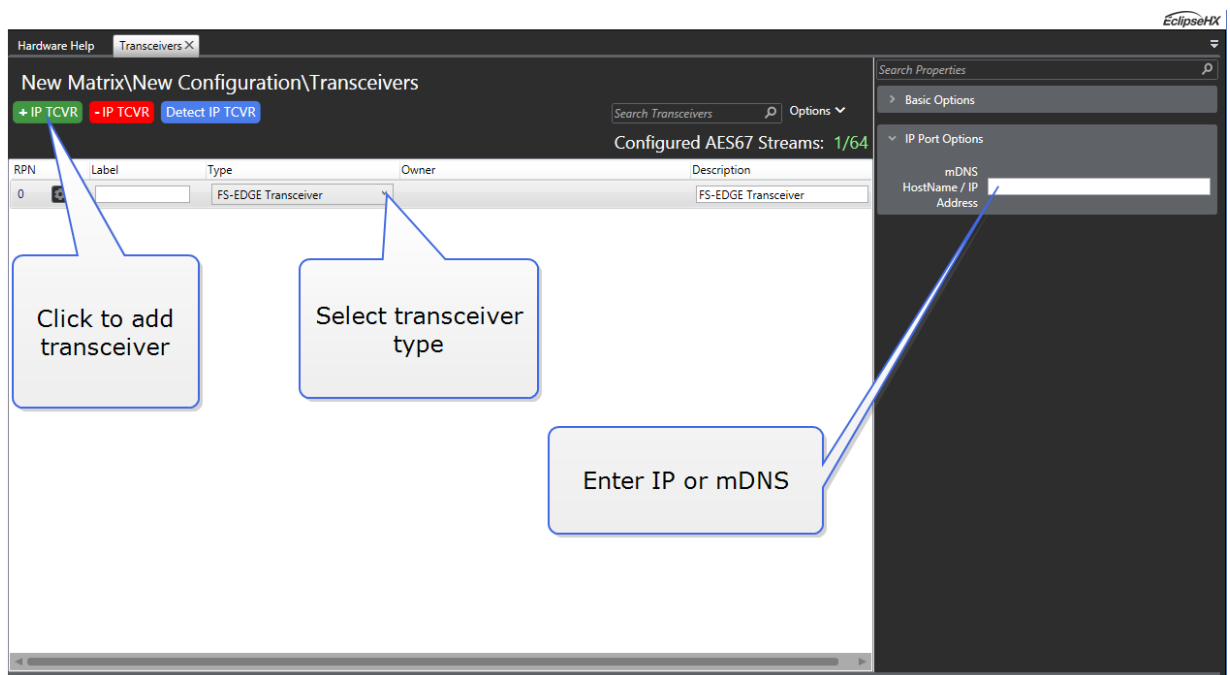 EclipseHX
Hardware Help Transceivers X
New Matrix\New Configuration\Transceivers
+ IP TCVR - IP TCVR Detect IP TCVR
Search Transceivers Options
Configured AES67 Streams: 1/64
RPN Label Type Owner Description
0 FS-EDGE Transceiver FS-EDGE Transceiver
Search Properties
Basic Options
IP Port Options
mDNS
HostName / IP
Address
Click to add
transceiver
Select transceiver
type
Enter IP or mDNS